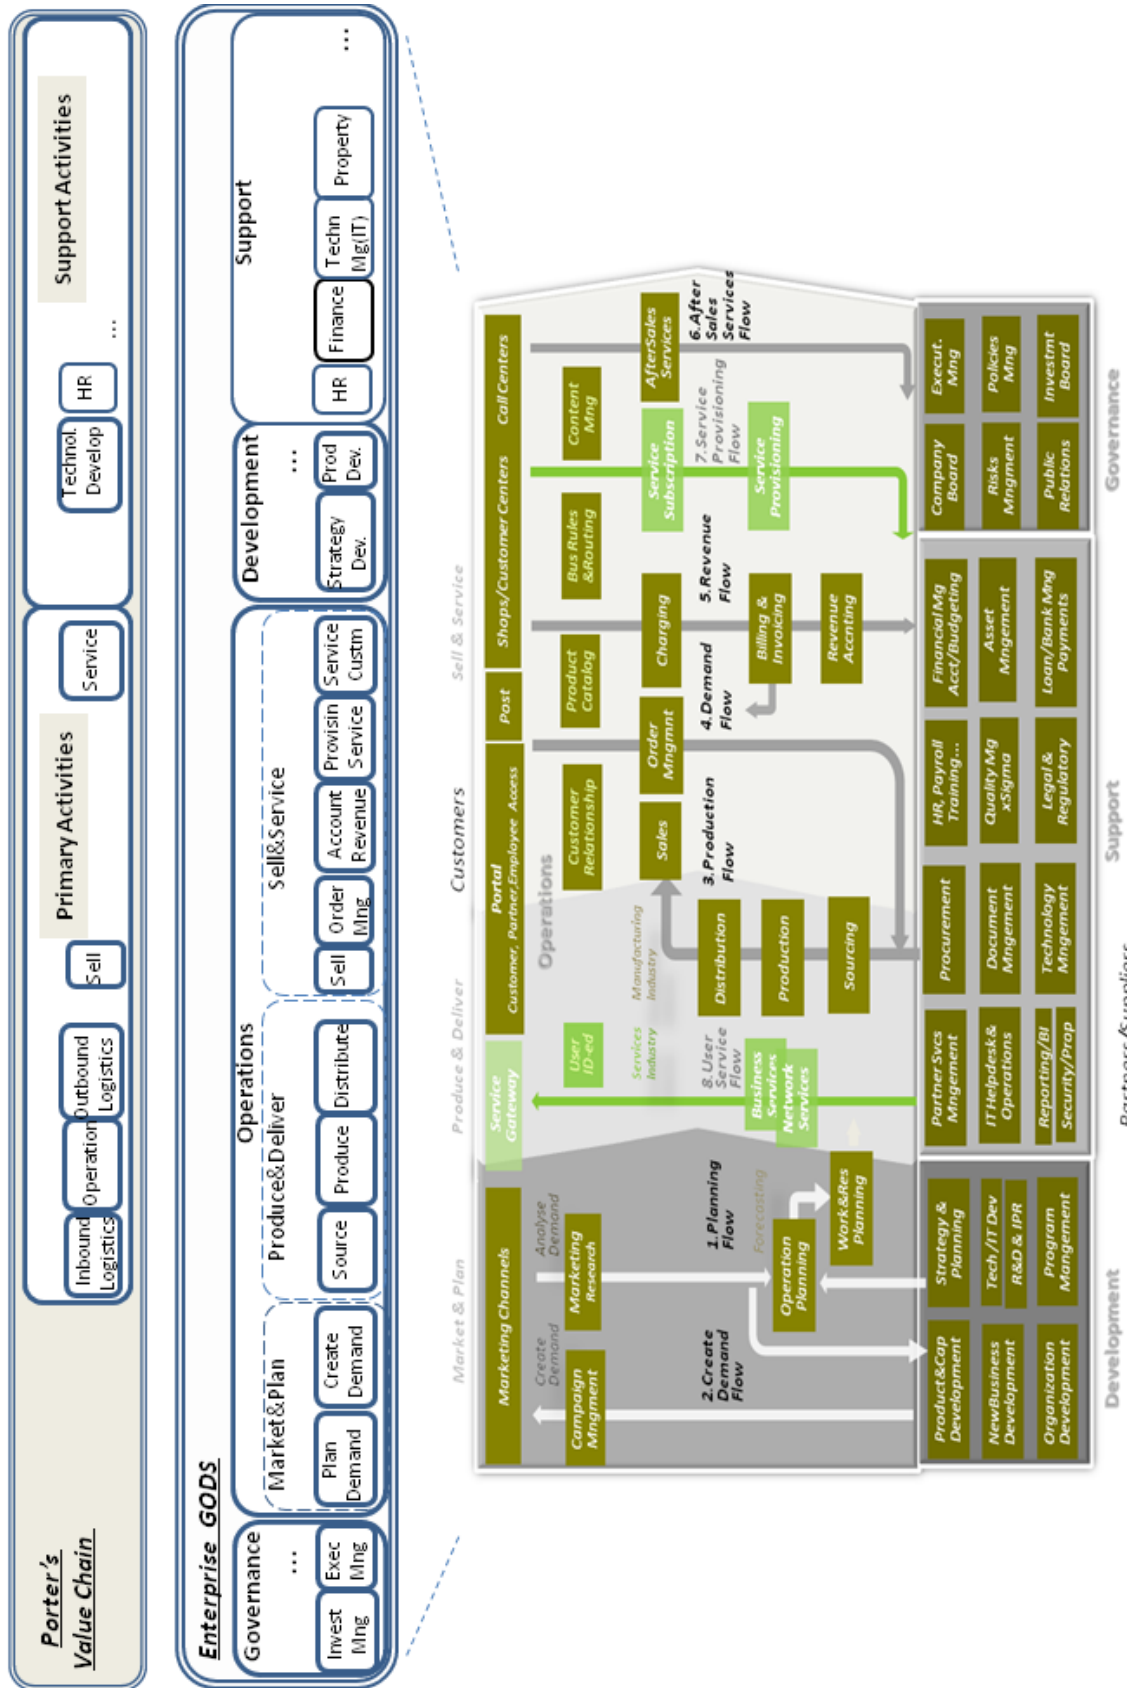 Porter's
Value Chain
Primary Activities
Support Activities
Inbound
Logistics
Operation
Outbound
Logistics
Sell
Service
Technol.
Develop
HR
...
Enterprise GODS
Governance
...
Invest
Mng
Exec
Mng
Operations
Market&Plan
Plan
Demand
Create
Demand
Produce&Deliver
Source
Produce
Distribute
Sell&Service
Sell
Order
Mng
Account
Revenue
Provisin
Service
Service
Custm
Development
...
Strategy
Dev.
Prod
Dev.
Support
HR
Finance
Techn
Mg(IT)
Property
...
Customers
Market & Plan
Produce & Deliver
Sell & Service
Marketing Channels
Service
Gateway
Portal
Customer, Partner,Employee Access
Post
Shops/Customer Centers
Call Centers
Operations
Create
Demand
Analyse
Demand
Campaign
Mngment
Marketing
Research
User
ID-ed
Customer
Relationship
Product
Catalog
Bus Rules
&Routing
Content
Mng
Services
Industry
Manufacturing
Industry
Sales
Order
Mngmnt
Charging
Service
Subscription
AfterSales
Services
2.Create
Demand
Flow
1.Planning
Flow
8.User
Service
Flow
3.Production
Flow
4.Demand
Flow
5.Revenue
Flow
7.Service
Provisioning
Flow
6.After
Sales
Services
Flow
Forecasting
Operation
Planning
Work&Res
Planning
Business
Services
Network
Services
Distribution
Production
Sourcing
Billing &
Invoicing
Revenue
Accnting
Service
Provisioning
Product&Cap
Development
Strategy &
Planning
Partner Svcs
Mngement
Procurement
HR, Payroll
Training...
Financial Mg
Acct/Budgeting
Company
Board
Execut.
Mng
NewBusiness
Development
Tech /IT Dev
R&D & IPR
IT Helpdesk&
Operations
Document
Mngement
Quality Mg
xSigma
Asset
Mngement
Risks
Mngment
Policies
Mng
Organization
Development
Program
Mangement
Reporting/BI
Security/Prop
Technology
Mngement
Legal &
Regulatory
Loan/Bank Mng
Payments
Public
Relations
Investmt
Board
Development
Support
Governance
Partners/Suppliers